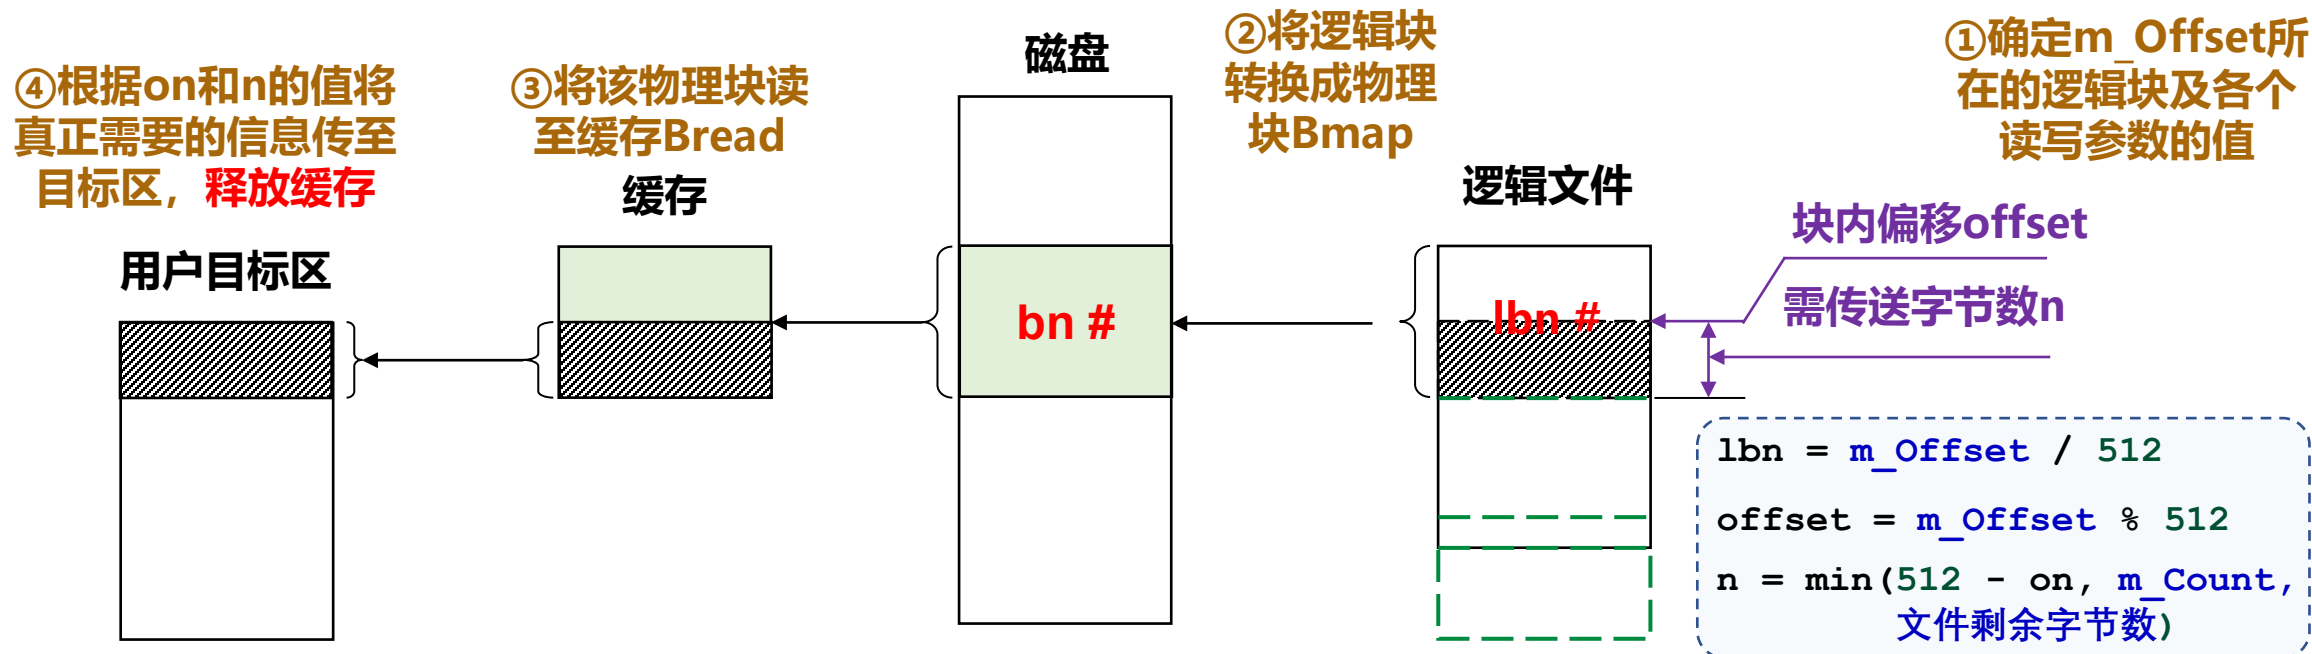 ①确定m_Offset所
在的逻辑块及各个
读写参数的值
②将逻辑块
转换成物理
块Bmap
③将该物理块读
至缓存Bread
④根据on和n的值将
真正需要的信息传至
目标区，释放缓存
磁盘
缓存
逻辑文件
用户目标区
块内偏移offset
需传送字节数n
bn #
lbn #
lbn = m_Offset / 512
offset = m_Offset % 512
n = min(512 - on, m_Count,
文件剩余字节数)